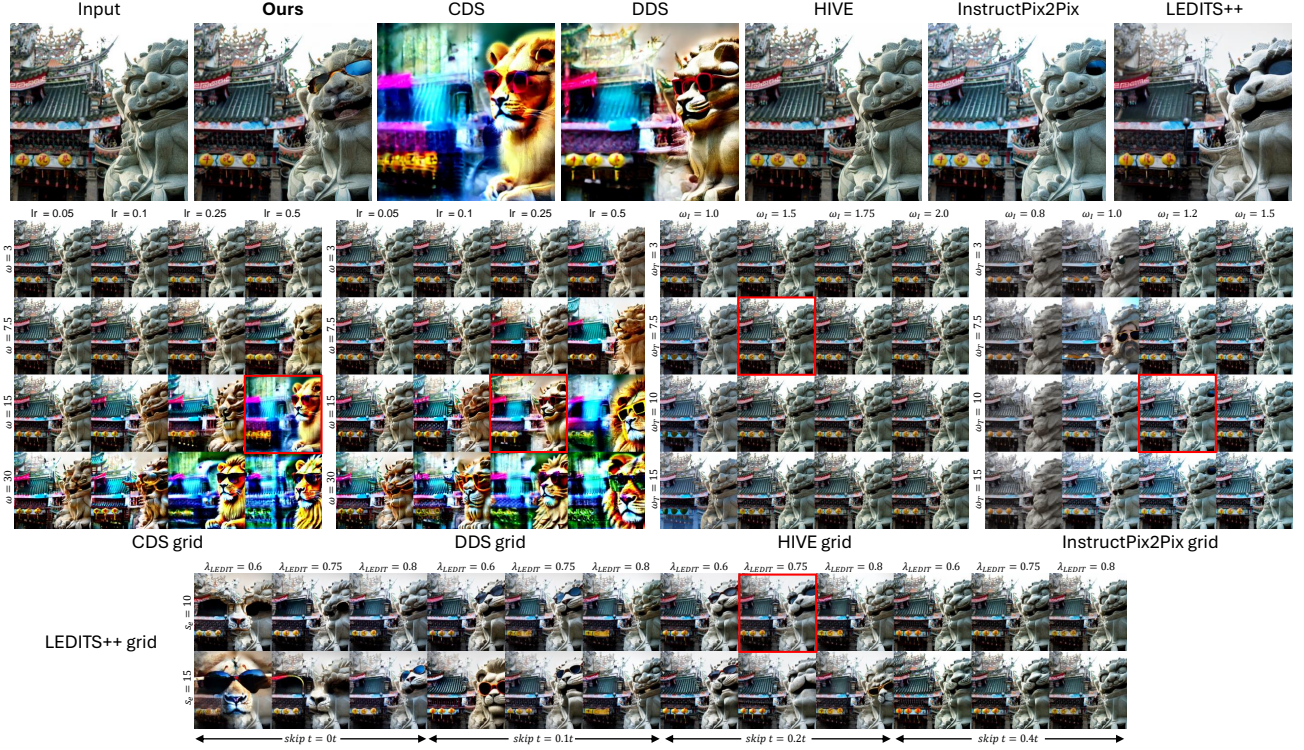 Input Ours CDS DDS HIVE InstructPix2Pix LEDITS++
lr = 0.05 lr = 0.1 lr = 0.25 lr = 0.5 lr = 0.05 lr = 0.1 lr = 0.25 lr = 0.5 ω_I = 1.0 ω_I = 1.5 ω_I = 1.75 ω_I = 2.0 ω_I = 0.8 ω_I = 1.0 ω_I = 1.2 ω_I = 1.5
ω = 3 ω = 3 ω_T = 3 ω_T = 3
ω = 7.5 ω = 7.5 ω_T = 7.5 ω_T = 7.5
ω = 15 ω = 15 ω_T = 10 ω_T = 10
ω = 30 ω = 30 ω_T = 15 ω_T = 15
CDS grid DDS grid HIVE grid InstructPix2Pix grid
λ_LEDIT = 0.6 λ_LEDIT = 0.75 λ_LEDIT = 0.8 λ_LEDIT = 0.6 λ_LEDIT = 0.75 λ_LEDIT = 0.8 λ_LEDIT = 0.6 λ_LEDIT = 0.75 λ_LEDIT = 0.8 λ_LEDIT = 0.6 λ_LEDIT = 0.75 λ_LEDIT = 0.8
s_e = 10
LEDITS++ grid
s_e = 15
skip t = 0t skip t = 0.1t skip t = 0.2t skip t = 0.4t